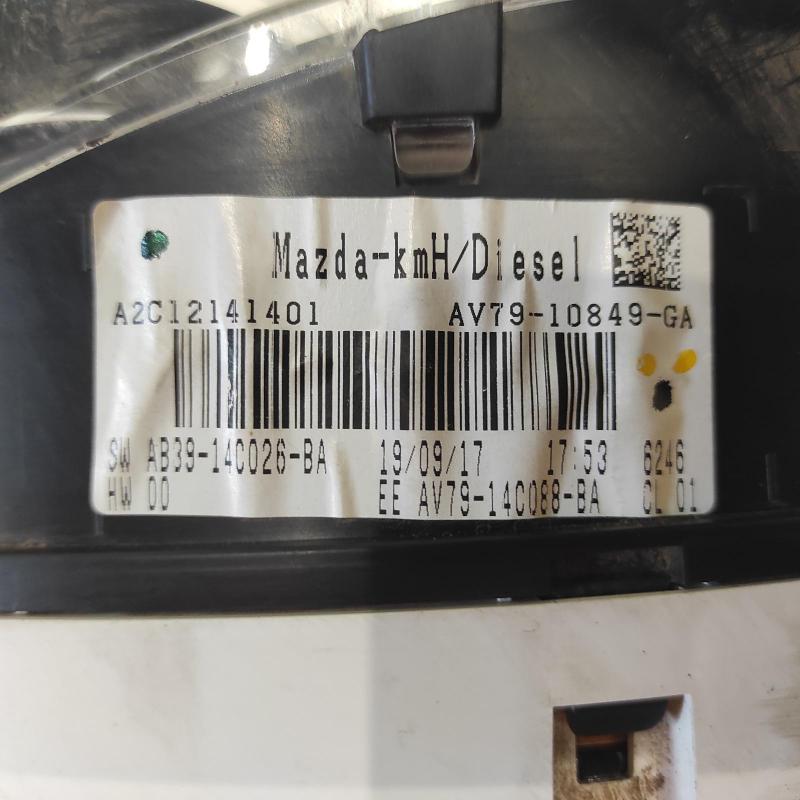 Mazda-kmH/Diesel
A2C12141401 AV79-10849-GA
SW AB39-14C026-BA 19/09/17 17:53 6246
HW 00 EE AV79-14C088-BA CL 01